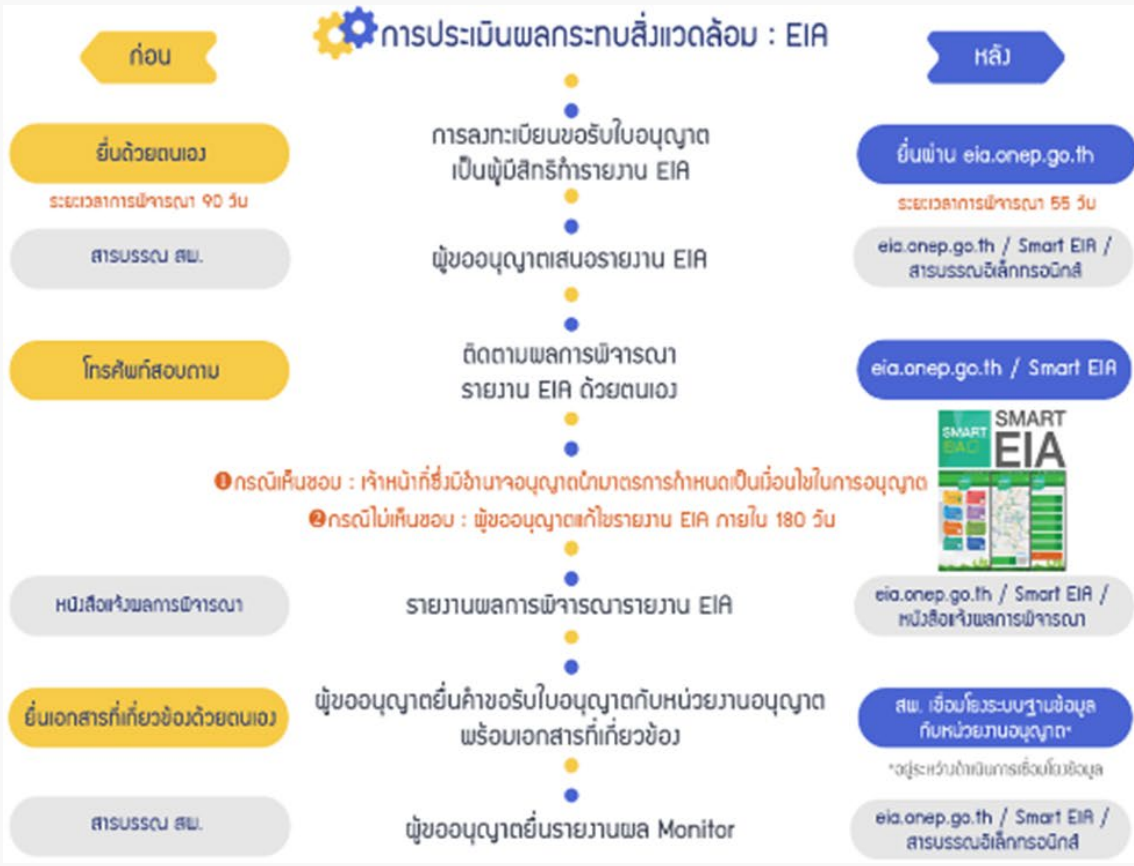 การประเมินผลกระทบสิ่งแวดล้อม : EIA
ก่อน
หลัง
ยื่นด้วยตนเอง
ระยะเวลาการพิจารณา 90 วัน
การลงทะเบียนขอรับใบอนุญาต
เป็นผู้มีสิทธิทำรายงาน EIA
ยื่นผ่าน eia.onep.go.th
ระยะเวลาการพิจารณา 55 วัน
สารบรรณ สผ.
ผู้ขออนุญาตเสนอรายงาน EIA
eia.onep.go.th / Smart EIA /
สารบรรณอิเล็กทรอนิกส์
โทรศัพท์สอบถาม
ติดตามผลการพิจารณา
รายงาน EIA ด้วยตนเอง
eia.onep.go.th / Smart EIA
SMART
EIA
SMART
EIA
❶กรณีเห็นชอบ : เจ้าหน้าที่ซึ่งมีอำนาจอนุญาตนำมาตรการกำหนดเป็นเงื่อนไขในการอนุญาต
❷กรณีไม่เห็นชอบ : ผู้ขออนุญาตแก้ไขรายงาน EIA ภายใน 180 วัน
หนังสือแจ้งผลการพิจารณา
รายงานผลการพิจารณารายงาน EIA
eia.onep.go.th / Smart EIA /
หนังสือแจ้งผลการพิจารณา
ยื่นเอกสารที่เกี่ยวข้องด้วยตนเอง
ผู้ขออนุญาตยื่นคำขอรับใบอนุญาตกับหน่วยงานอนุญาต
พร้อมเอกสารที่เกี่ยวข้อง
สผ. เชื่อมโยงระบบฐานข้อมูล
กับหน่วยงานอนุญาต*
*อยู่ระหว่างดำเนินการเชื่อมโยงข้อมูล
สารบรรณ สผ.
ผู้ขออนุญาตยื่นรายงานผล Monitor
eia.onep.go.th / Smart EIA /
สารบรรณอิเล็กทรอนิกส์